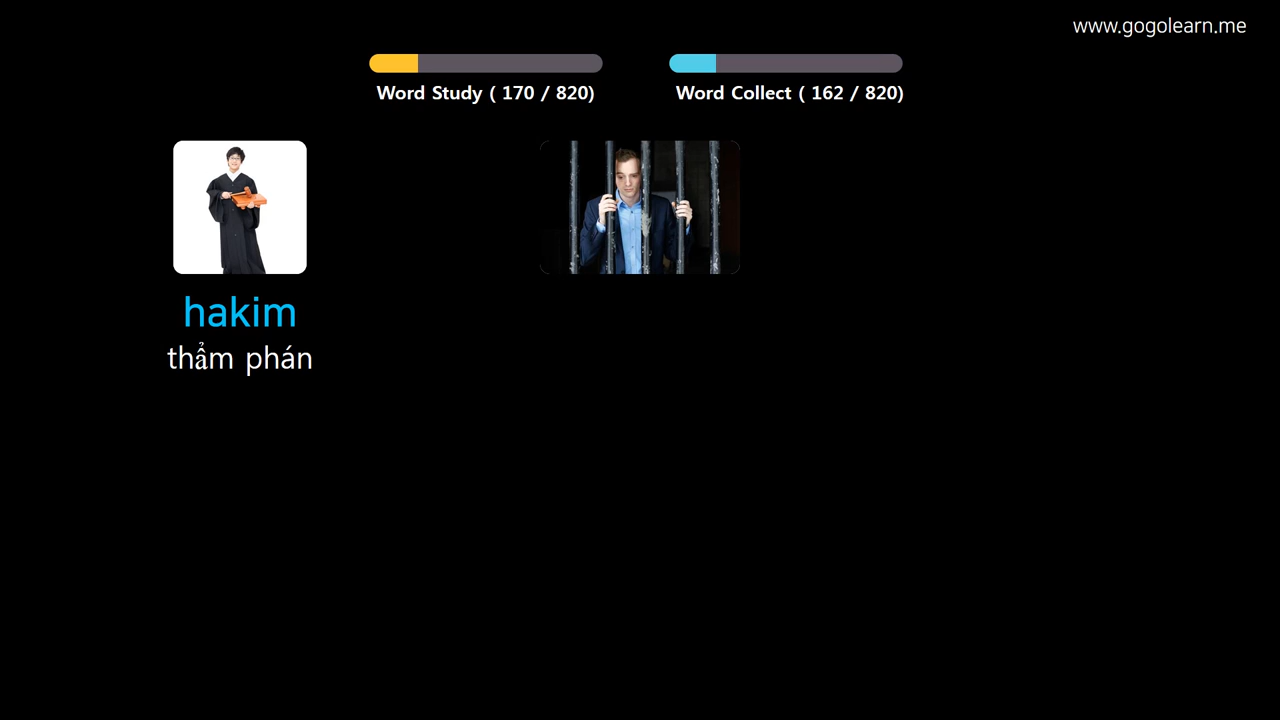 www.gogolearn.me
Word Study ( 170 / 820)
Word Collect ( 162 / 820)
hakim
thẩm phán